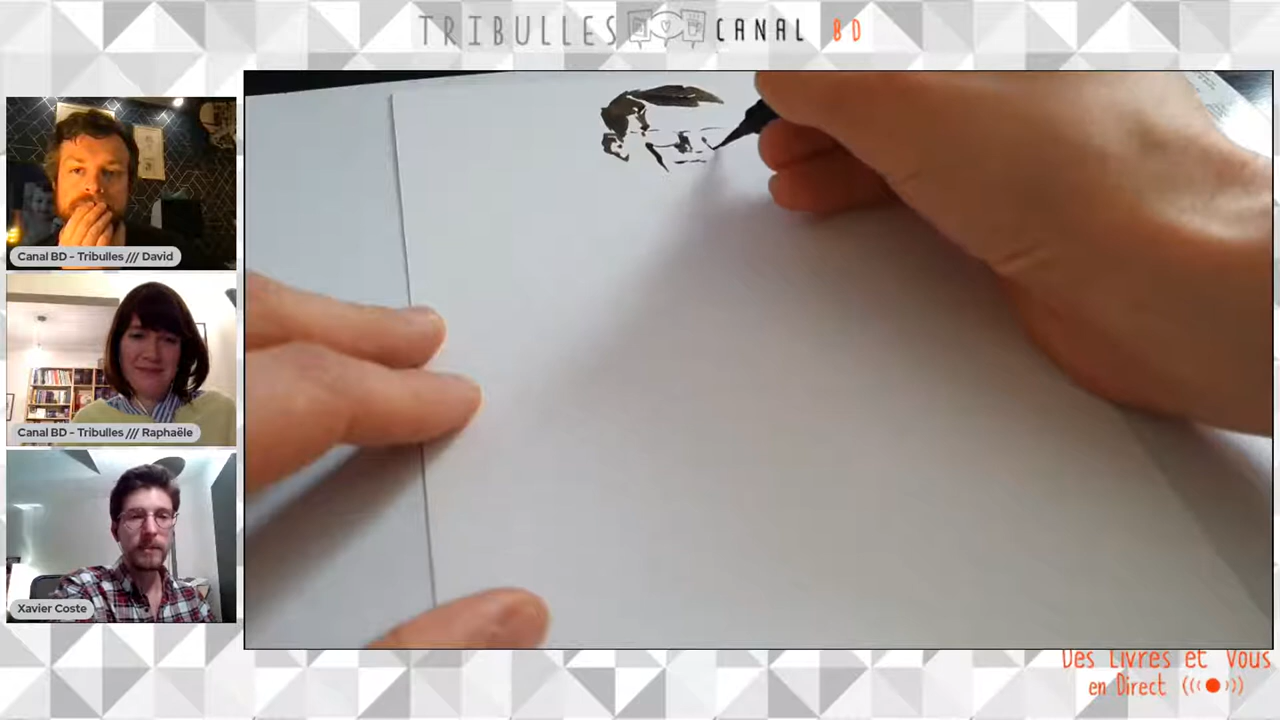 TRIBULLES CANAL BD
Canal BD - Tribulles /// David
Canal BD - Tribulles /// Raphaële
Xavier Coste
Des Livres et Vous
en Direct